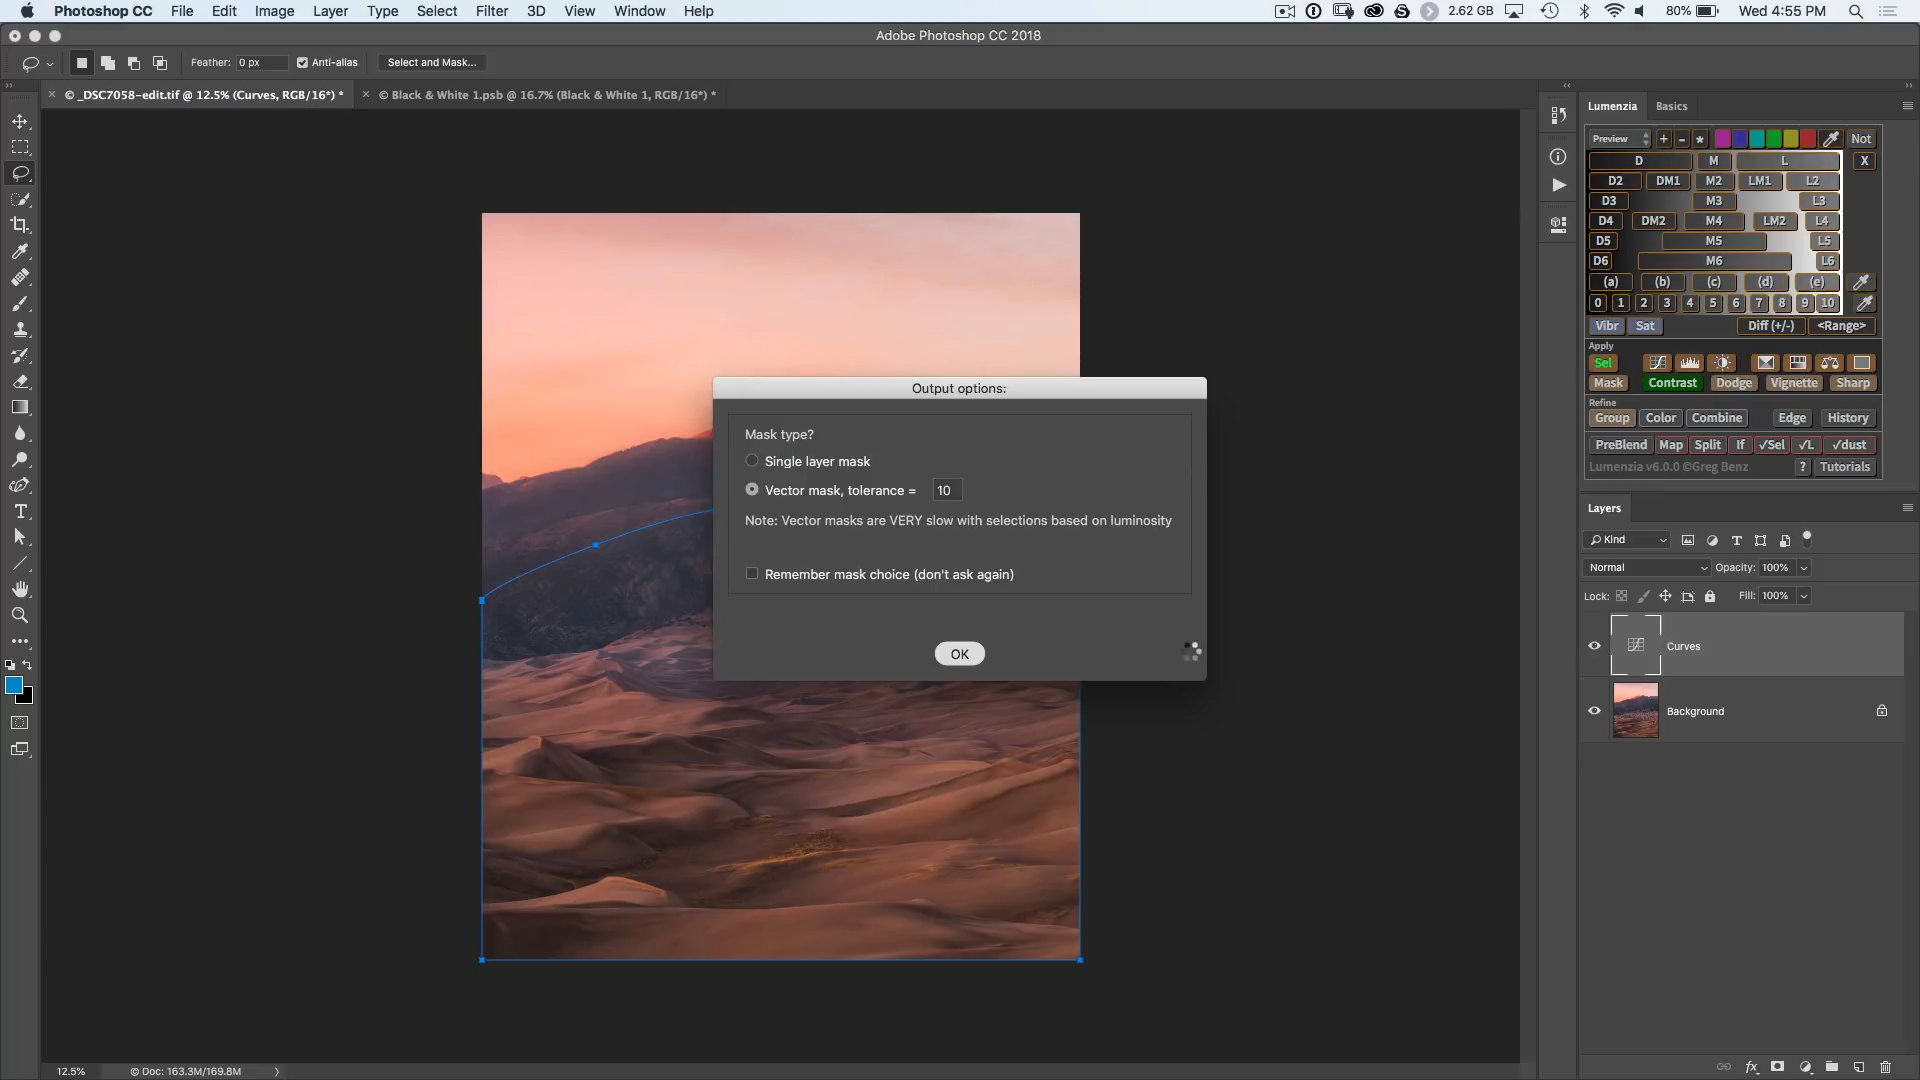 Photoshop CC File Edit Image Layer Type Select Filter 3D View Window Help 2.62 GB 80% Wed 4:55 PM
Adobe Photoshop CC 2018
Feather: 0 px Anti-alias Select and Mask...
© _DSC7058-edit.tif @ 12.5% (Curves, RGB/16*) * © Black & White 1.psb @ 16.7% (Black & White 1, RGB/16*) *
Lumenzia Basics
Preview + - Not
D M L X
D2 DM1 M2 LM1 L2
D3 M3 L3
D4 DM2 M4 LM2 L4
D5 M5 L5
D6 M6 L6
(a) (b) (c) (d) (e)
0 1 2 3 4 5 6 7 8 9 10
Vibr Sat Diff (+/-) <Range>
Apply
Sel
Mask Contrast Dodge Vignette Sharp
Refine
Group Color Combine Edge History
PreBlend Map Split If √Sel √L √dust
Lumenzia v6.0.0 ©Greg Benz ? Tutorials
Output options:
Mask type?
Single layer mask
Vector mask, tolerance = 10
Note: Vector masks are VERY slow with selections based on luminosity
Remember mask choice (don't ask again)
OK
Layers
Kind
Normal Opacity: 100%
Lock: Fill: 100%
Curves
Background
12.5% © Doc: 163.3M/169.8M